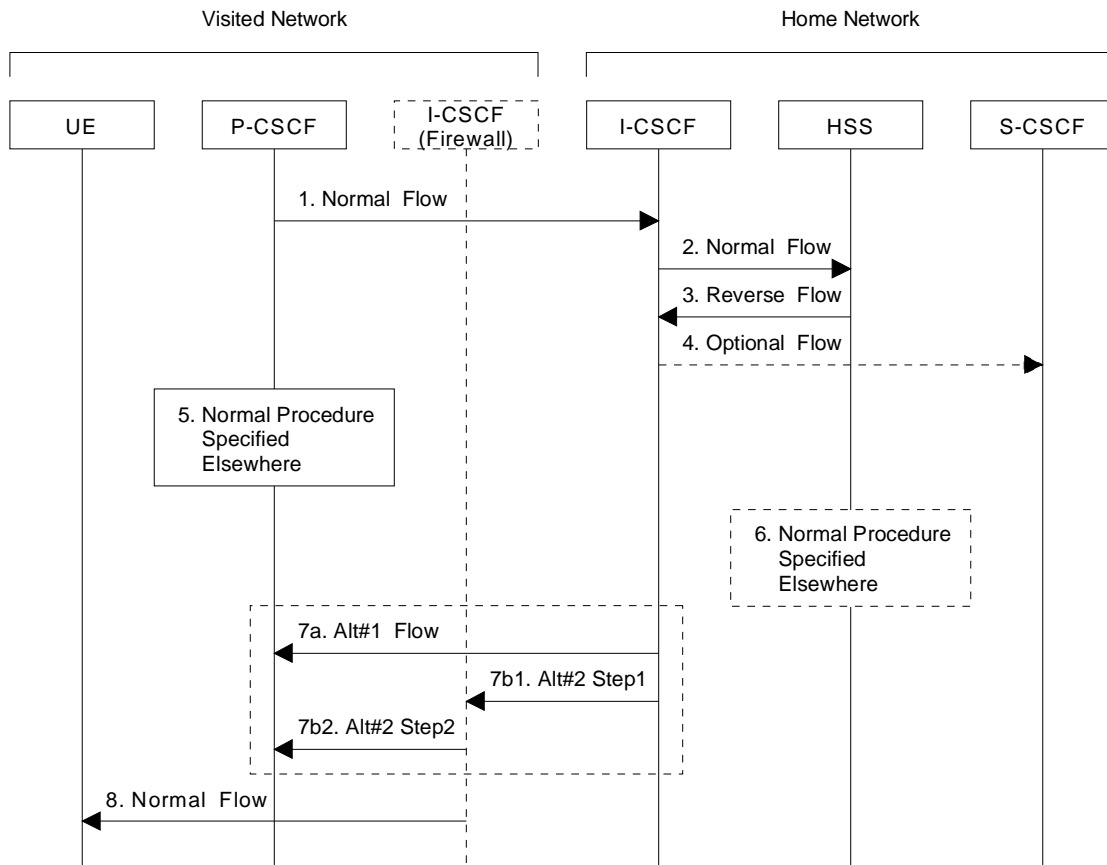 Visited Network
Home Network
UE
P-CSCF
I-CSCF
(Firewall)
I-CSCF
HSS
S-CSCF
1. Normal Flow
2. Normal Flow
3. Reverse Flow
4. Optional Flow
5. Normal Procedure
Specified
Elsewhere
6. Normal Procedure
Specified
Elsewhere
7a. Alt#1 Flow
7b1. Alt#2 Step1
7b2. Alt#2 Step2
8. Normal Flow